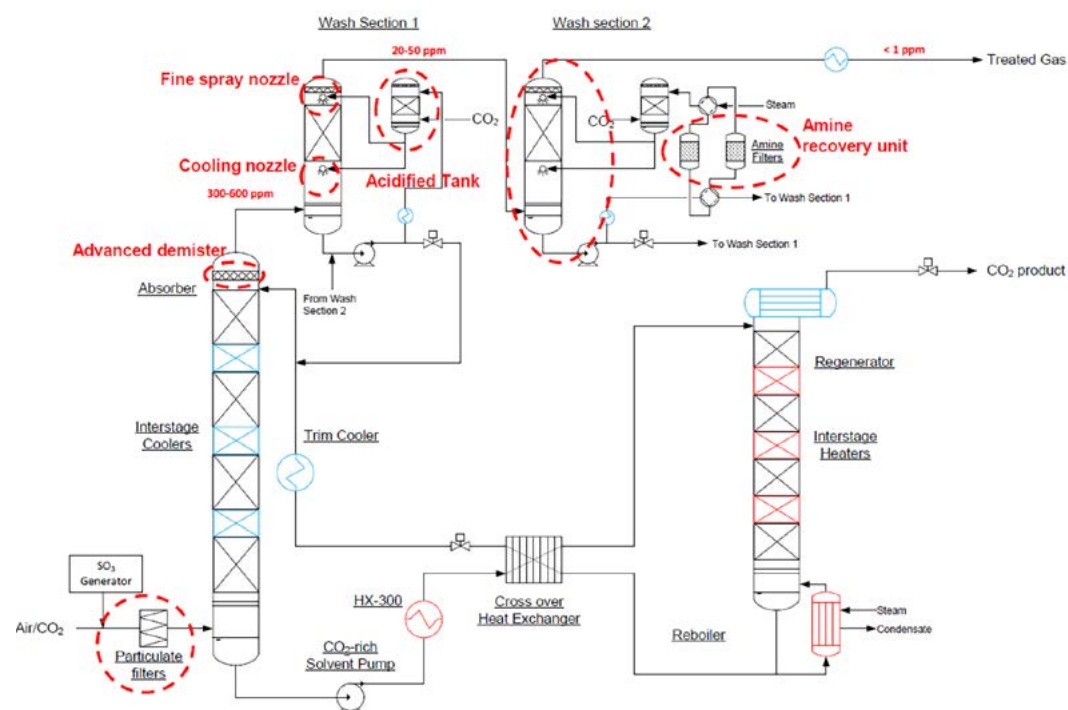 Wash Section 1
Wash section 2
20-50 ppm
< 1 ppm
Treated Gas
Fine spray nozzle
CO2
CO2
Steam
Amine
recovery unit
Amine
Filters
Cooling nozzle
Acidified Tank
300-600 ppm
To Wash Section 1
To Wash Section 1
Advanced demister
Absorber
From Wash
Section 2
CO2 product
Regenerator
Interstage
Coolers
Trim Cooler
Interstage
Heaters
SO3
Generator
HX-300
Cross over
Heat Exchanger
Air/CO2
Particulate
filters
CO2-rich
Solvent Pump
Reboiler
Steam
Condensate